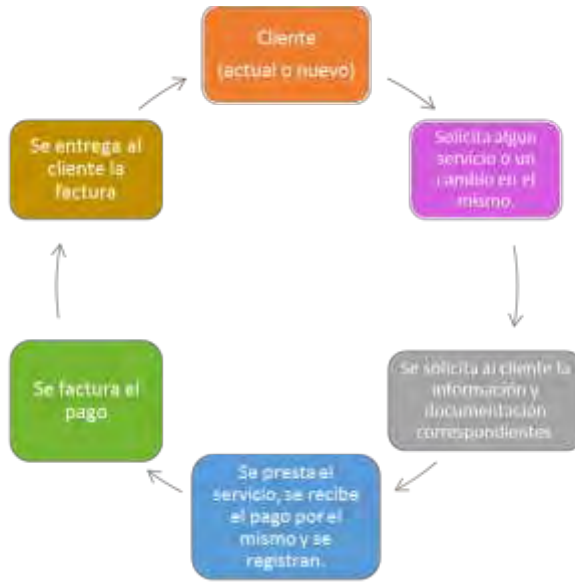 Cliente
(actual o nuevo)
Solicita algun
servicio o un
cambio en el
mismo.
Se solicita al cliente la
información y
documentación
correspondientes
Se presta el
servicio, se recibe
el pago por el
mismo y se
registran.
Se factura el
pago
Se entrega al
cliente la
factura